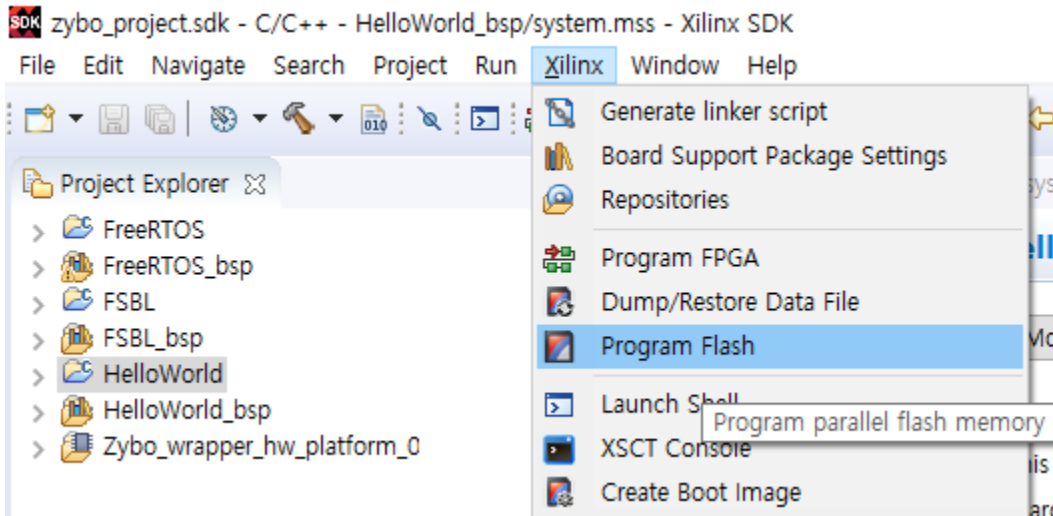 SDK zybo_project.sdk - C/C++ - HelloWorld_bsp/system.mss - Xilinx SDK
File Edit Navigate Search Project Run Xilinx Window Help
010
Project Explorer
FreeRTOS
FreeRTOS_bsp
FSBL
FSBL_bsp
HelloWorld
HelloWorld_bsp
Zybo_wrapper_hw_platform_0
Generate linker script
Board Support Package Settings
Repositories
Program FPGA
Dump/Restore Data File
Program Flash
Launch
Program parallel flash memory
XSCT Console
Create Boot Image